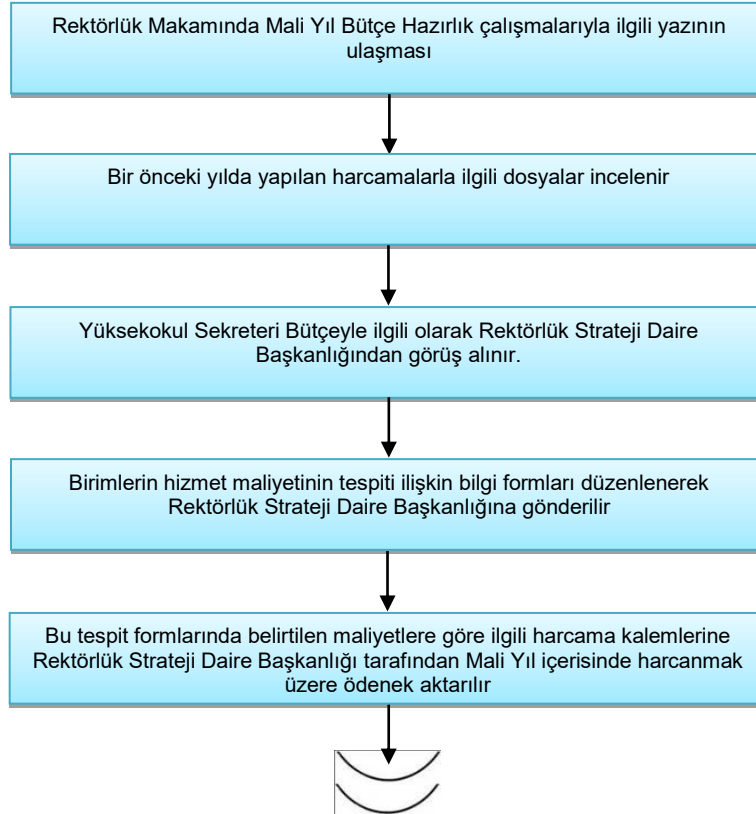 Rektörlük Makamında Mali Yıl Bütçe Hazırlık çalışmalarıyla ilgili yazının
ulaşması
Bir önceki yılda yapılan harcamalarla ilgili dosyalar incelenir
Yüksekokul Sekreteri Bütçeyle ilgili olarak Rektörlük Strateji Daire
Başkanlığından görüş alınır.
Birimlerin hizmet maliyetinin tespiti ilişkin bilgi formları düzenlenerek
Rektörlük Strateji Daire Başkanlığına gönderilir
Bu tespit formlarında belirtilen maliyetlere göre ilgili harcama kalemlerine
Rektörlük Strateji Daire Başkanlığı tarafından Mali Yıl içerisinde harcanmak
üzere ödenek aktarılır